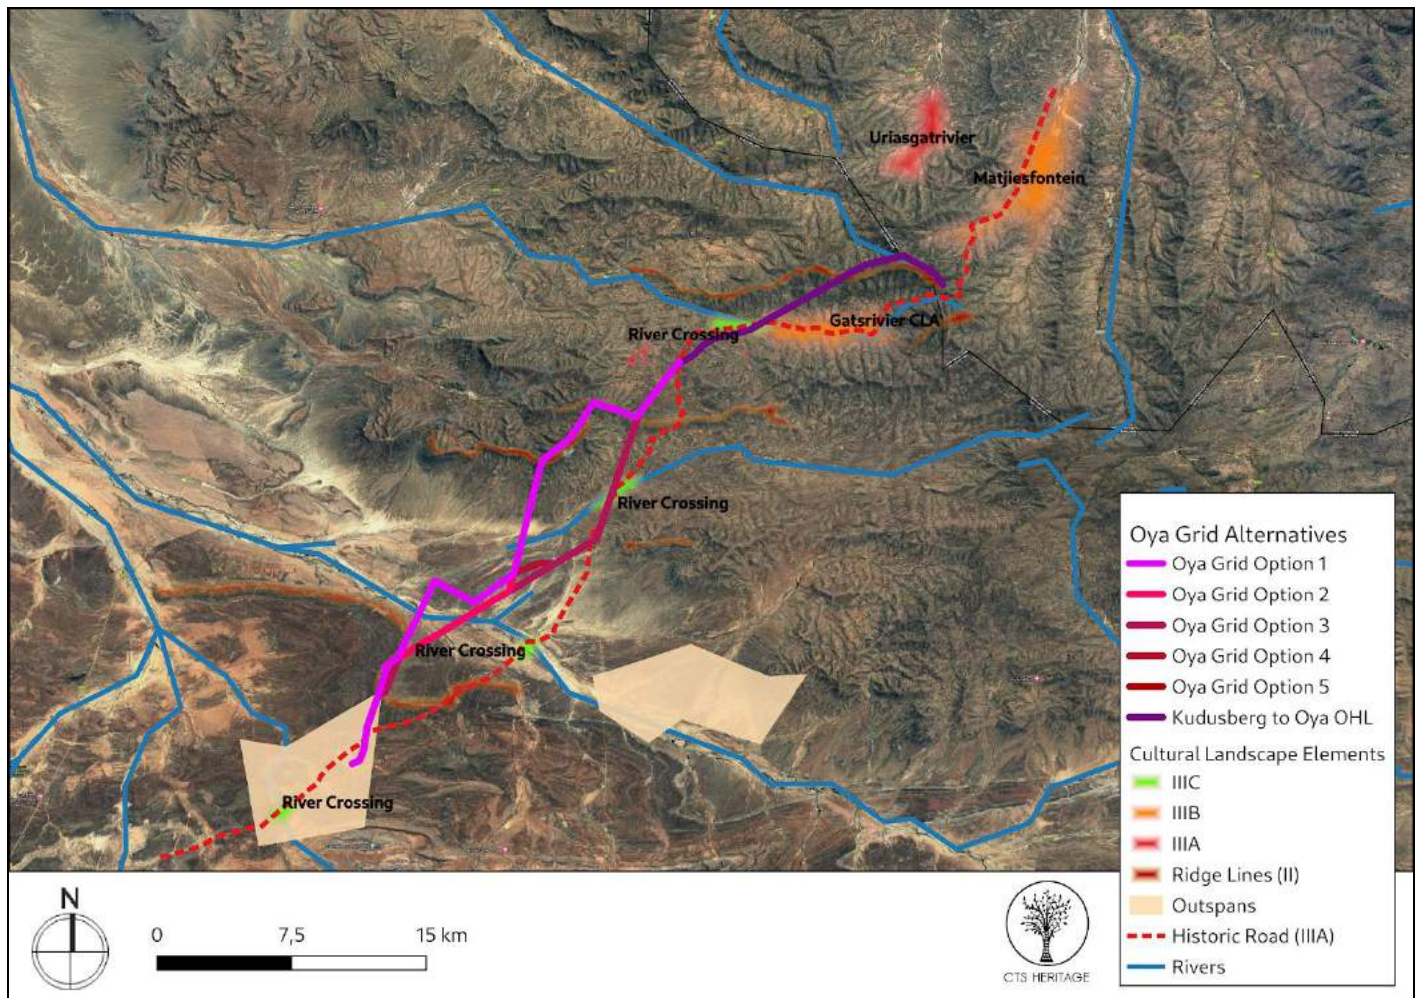 Uriasgatrivier
Matjiesfontein
Gatsrivier CLA
River Crossing
River Crossing
River Crossing
River Crossing
Oya Grid Alternatives
Oya Grid Option 1
Oya Grid Option 2
Oya Grid Option 3
Oya Grid Option 4
Oya Grid Option 5
Kudusberg to Oya OHL
Cultural Landscape Elements
IIIC
IIIB
IIIA
Ridge Lines (II)
Outspans
Historic Road (IIIA)
Rivers
N
0 7,5 15 km
CTS HERITAGE